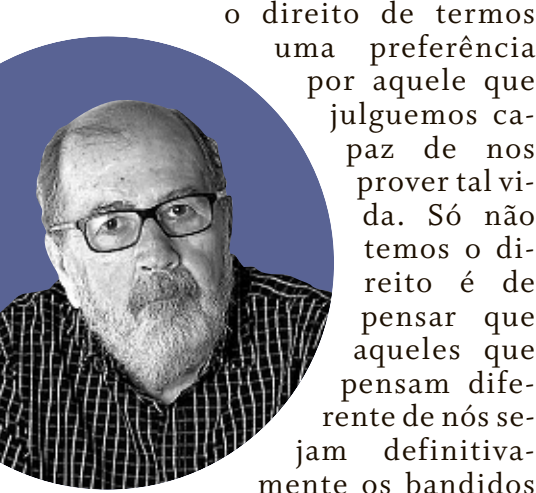 o direito de termos
uma preferência
por aquele que
julguemos ca-
paz de nos
prover tal vi-
da. Só não
temos o di-
reito é de
pensar que
aqueles que
pensam dife-
rente de nós se-
jam definitiva-
mente os bandidos